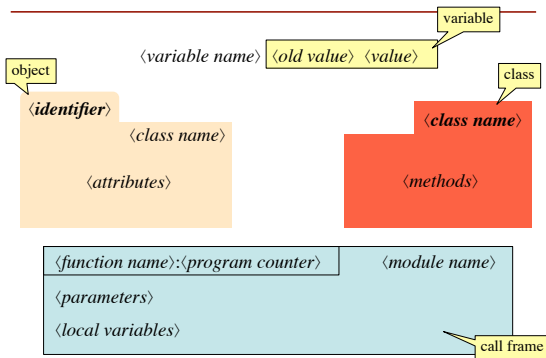 variable
⟨variable name⟩ ⟨old value⟩ ⟨value⟩
object
class
⟨identifier⟩
⟨class name⟩
⟨class name⟩
⟨attributes⟩
⟨methods⟩
⟨function name⟩:⟨program counter⟩ ⟨module name⟩
⟨parameters⟩
⟨local variables⟩
call frame